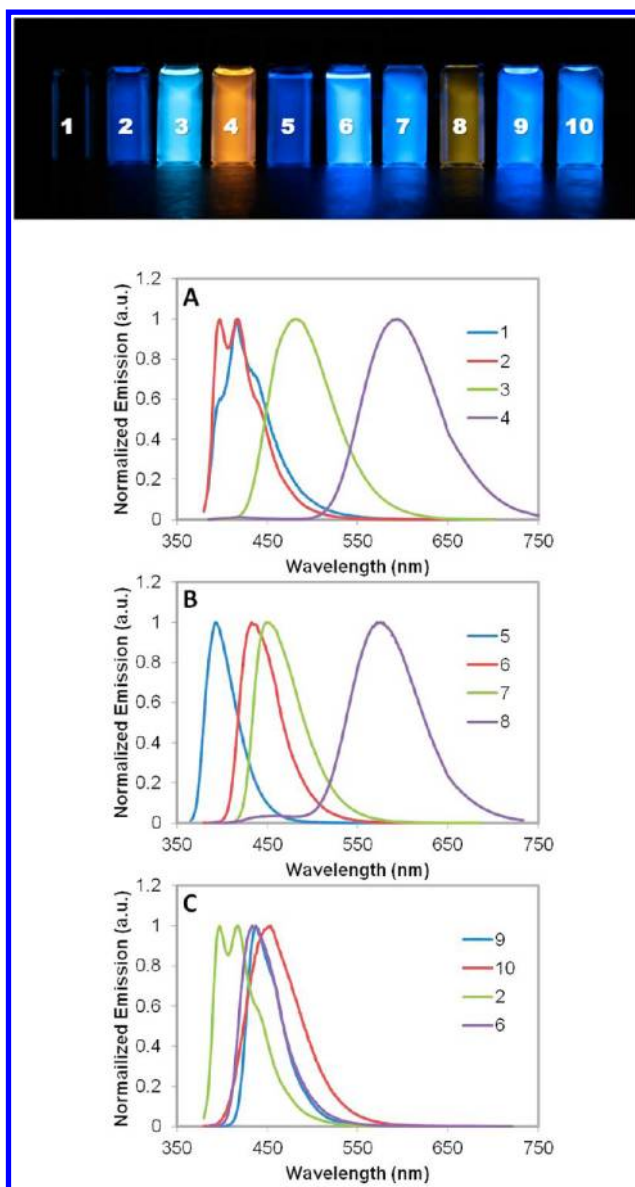 1 2 3 4 5 6 7 8 9 10
A
Normalized Emission (a.u.)
1.2
1
0.8
0.6
0.4
0.2
0
350 450 550 650 750
Wavelength (nm)
1
2
3
4
B
Normalized Emission (a.u.)
1.2
1
0.8
0.6
0.4
0.2
0
350 450 550 650 750
Wavelength (nm)
5
6
7
8
C
Normailized Emission (a.u.)
1.2
1
0.8
0.6
0.4
0.2
0
350 450 550 650 750
Wavelength (nm)
9
10
2
6